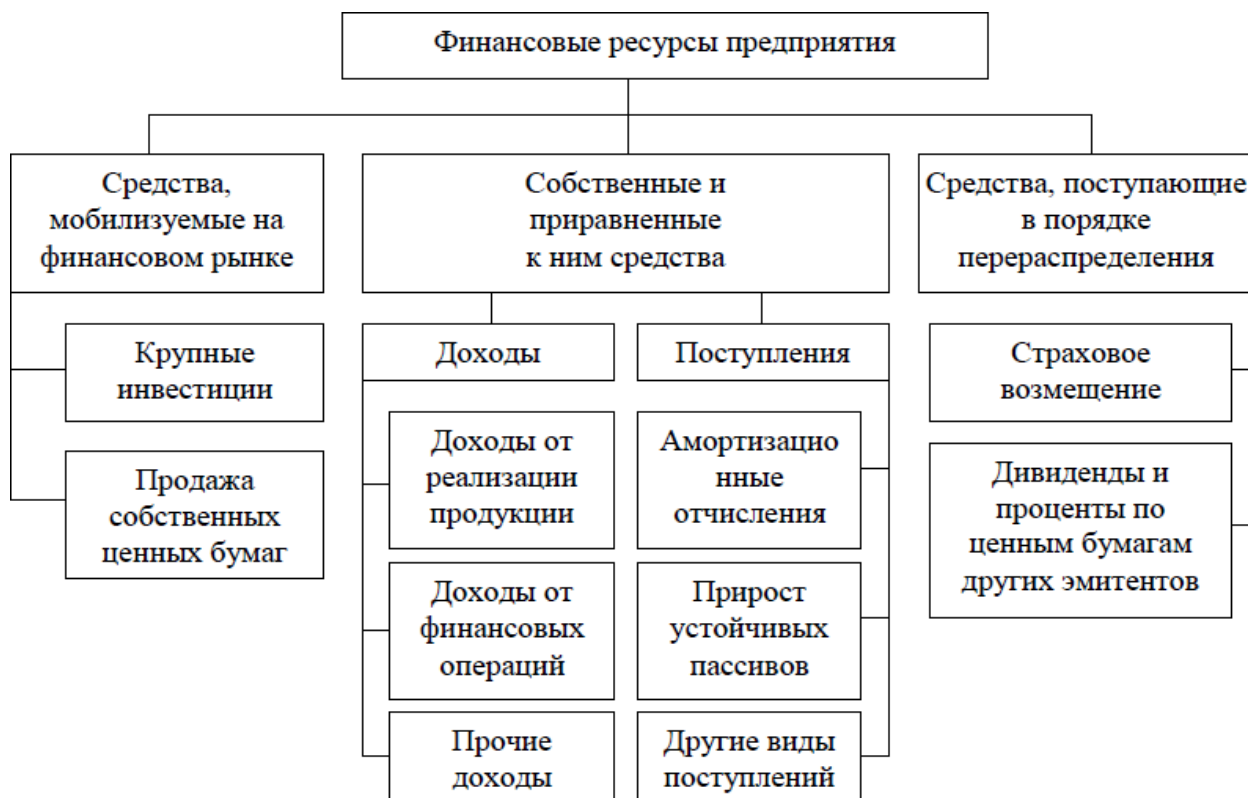 Финансовые ресурсы предприятия
Средства,
мобилизуемые на
финансовом рынке
Собственные и
приравненные
к ним средства
Средства, поступающие
в порядке
перераспределения
Крупные
инвестиции
Продажа
собственных
ценных бумаг
Доходы
Доходы от
реализации
продукции
Доходы от
финансовых
операций
Прочие
доходы
Поступления
Амортизацио
нные
отчисления
Прирост
устойчивых
пассивов
Другие виды
поступлений
Страховое
возмещение
Дивиденды и
проценты по
ценным бумагам
других эмитентов